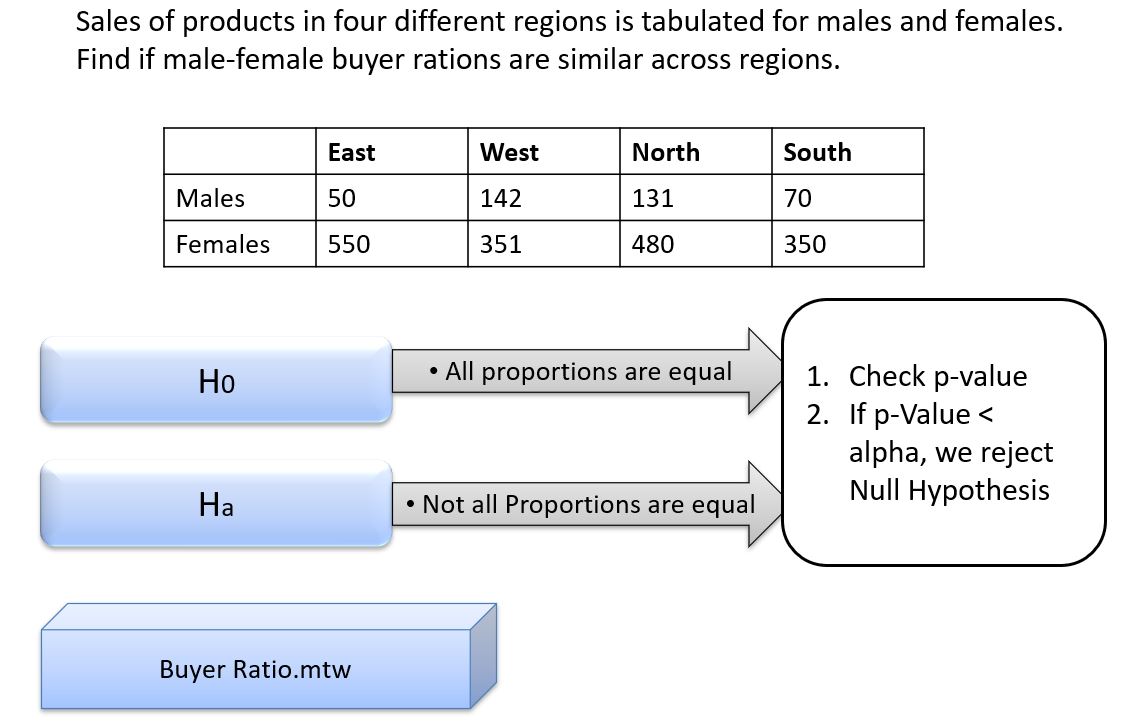 Sales of products in four different regions is tabulated for males and females.
Find if male-female buyer rations are similar across regions.
East West North South
Males 50 142 131 70
Females 550 351 480 350
H0
• All proportions are equal
Ha
• Not all Proportions are equal
1. Check p-value
2. If p-Value <
alpha, we reject
Null Hypothesis
Buyer Ratio.mtw